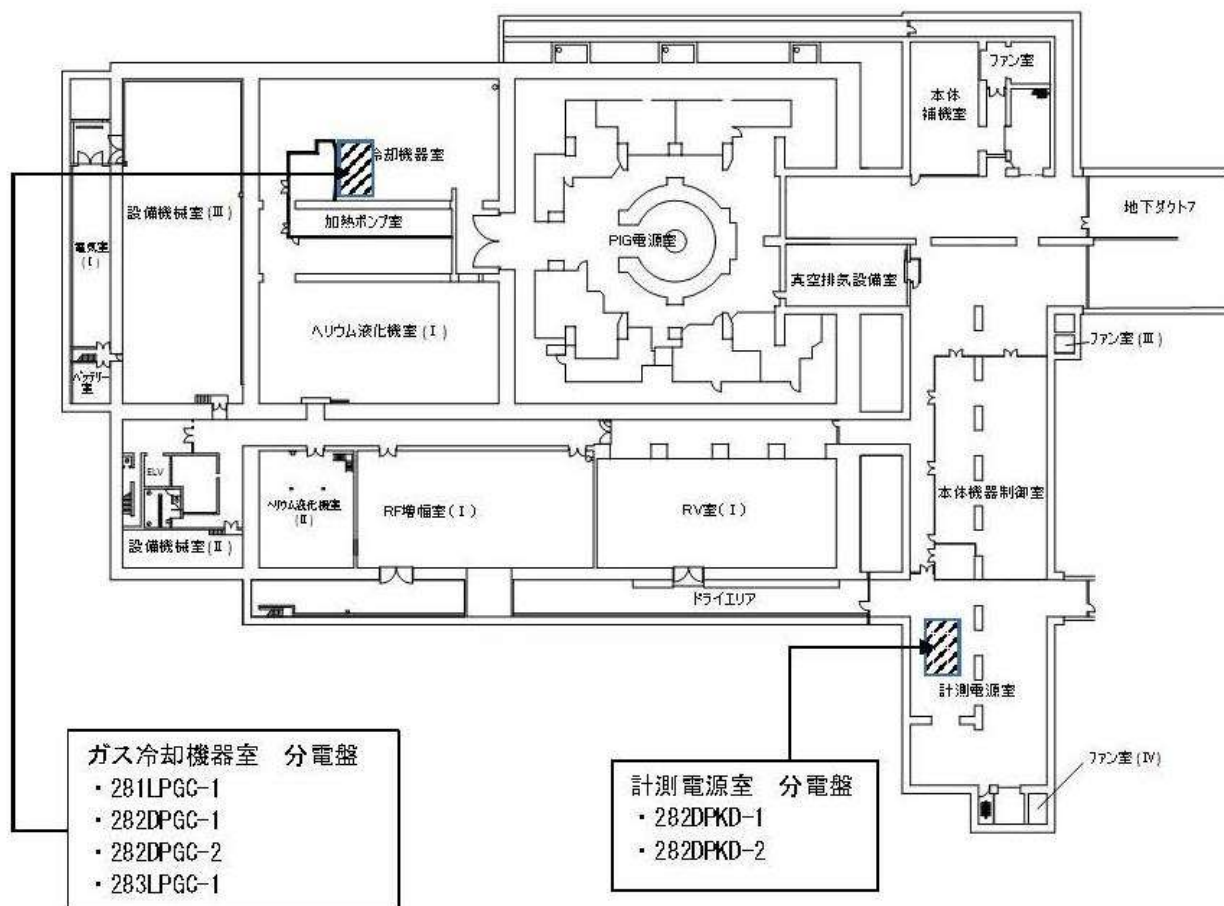 ファン室
本体
補機室
冷却機器室
地下ダクト7
設備機械室(Ⅲ)
加熱ポンプ室
電気室
(Ⅰ)
PIG電源室
真空排気設備室
ヘリウム液化機室(Ⅰ)
ファン室(Ⅲ)
バッテリー
室
ELV
ヘリウム液化機室
(Ⅱ)
RF増幅室(Ⅰ)
RV室(Ⅰ)
本体機器制御室
設備機械室(Ⅱ)
ドライエリア
計測電源室
ファン室(Ⅳ)
ガス冷却機器室 分電盤
・281LPGC-1
・282DPGC-1
・282DPGC-2
・283LPGC-1
計測電源室 分電盤
・282DPKD-1
・282DPKD-2